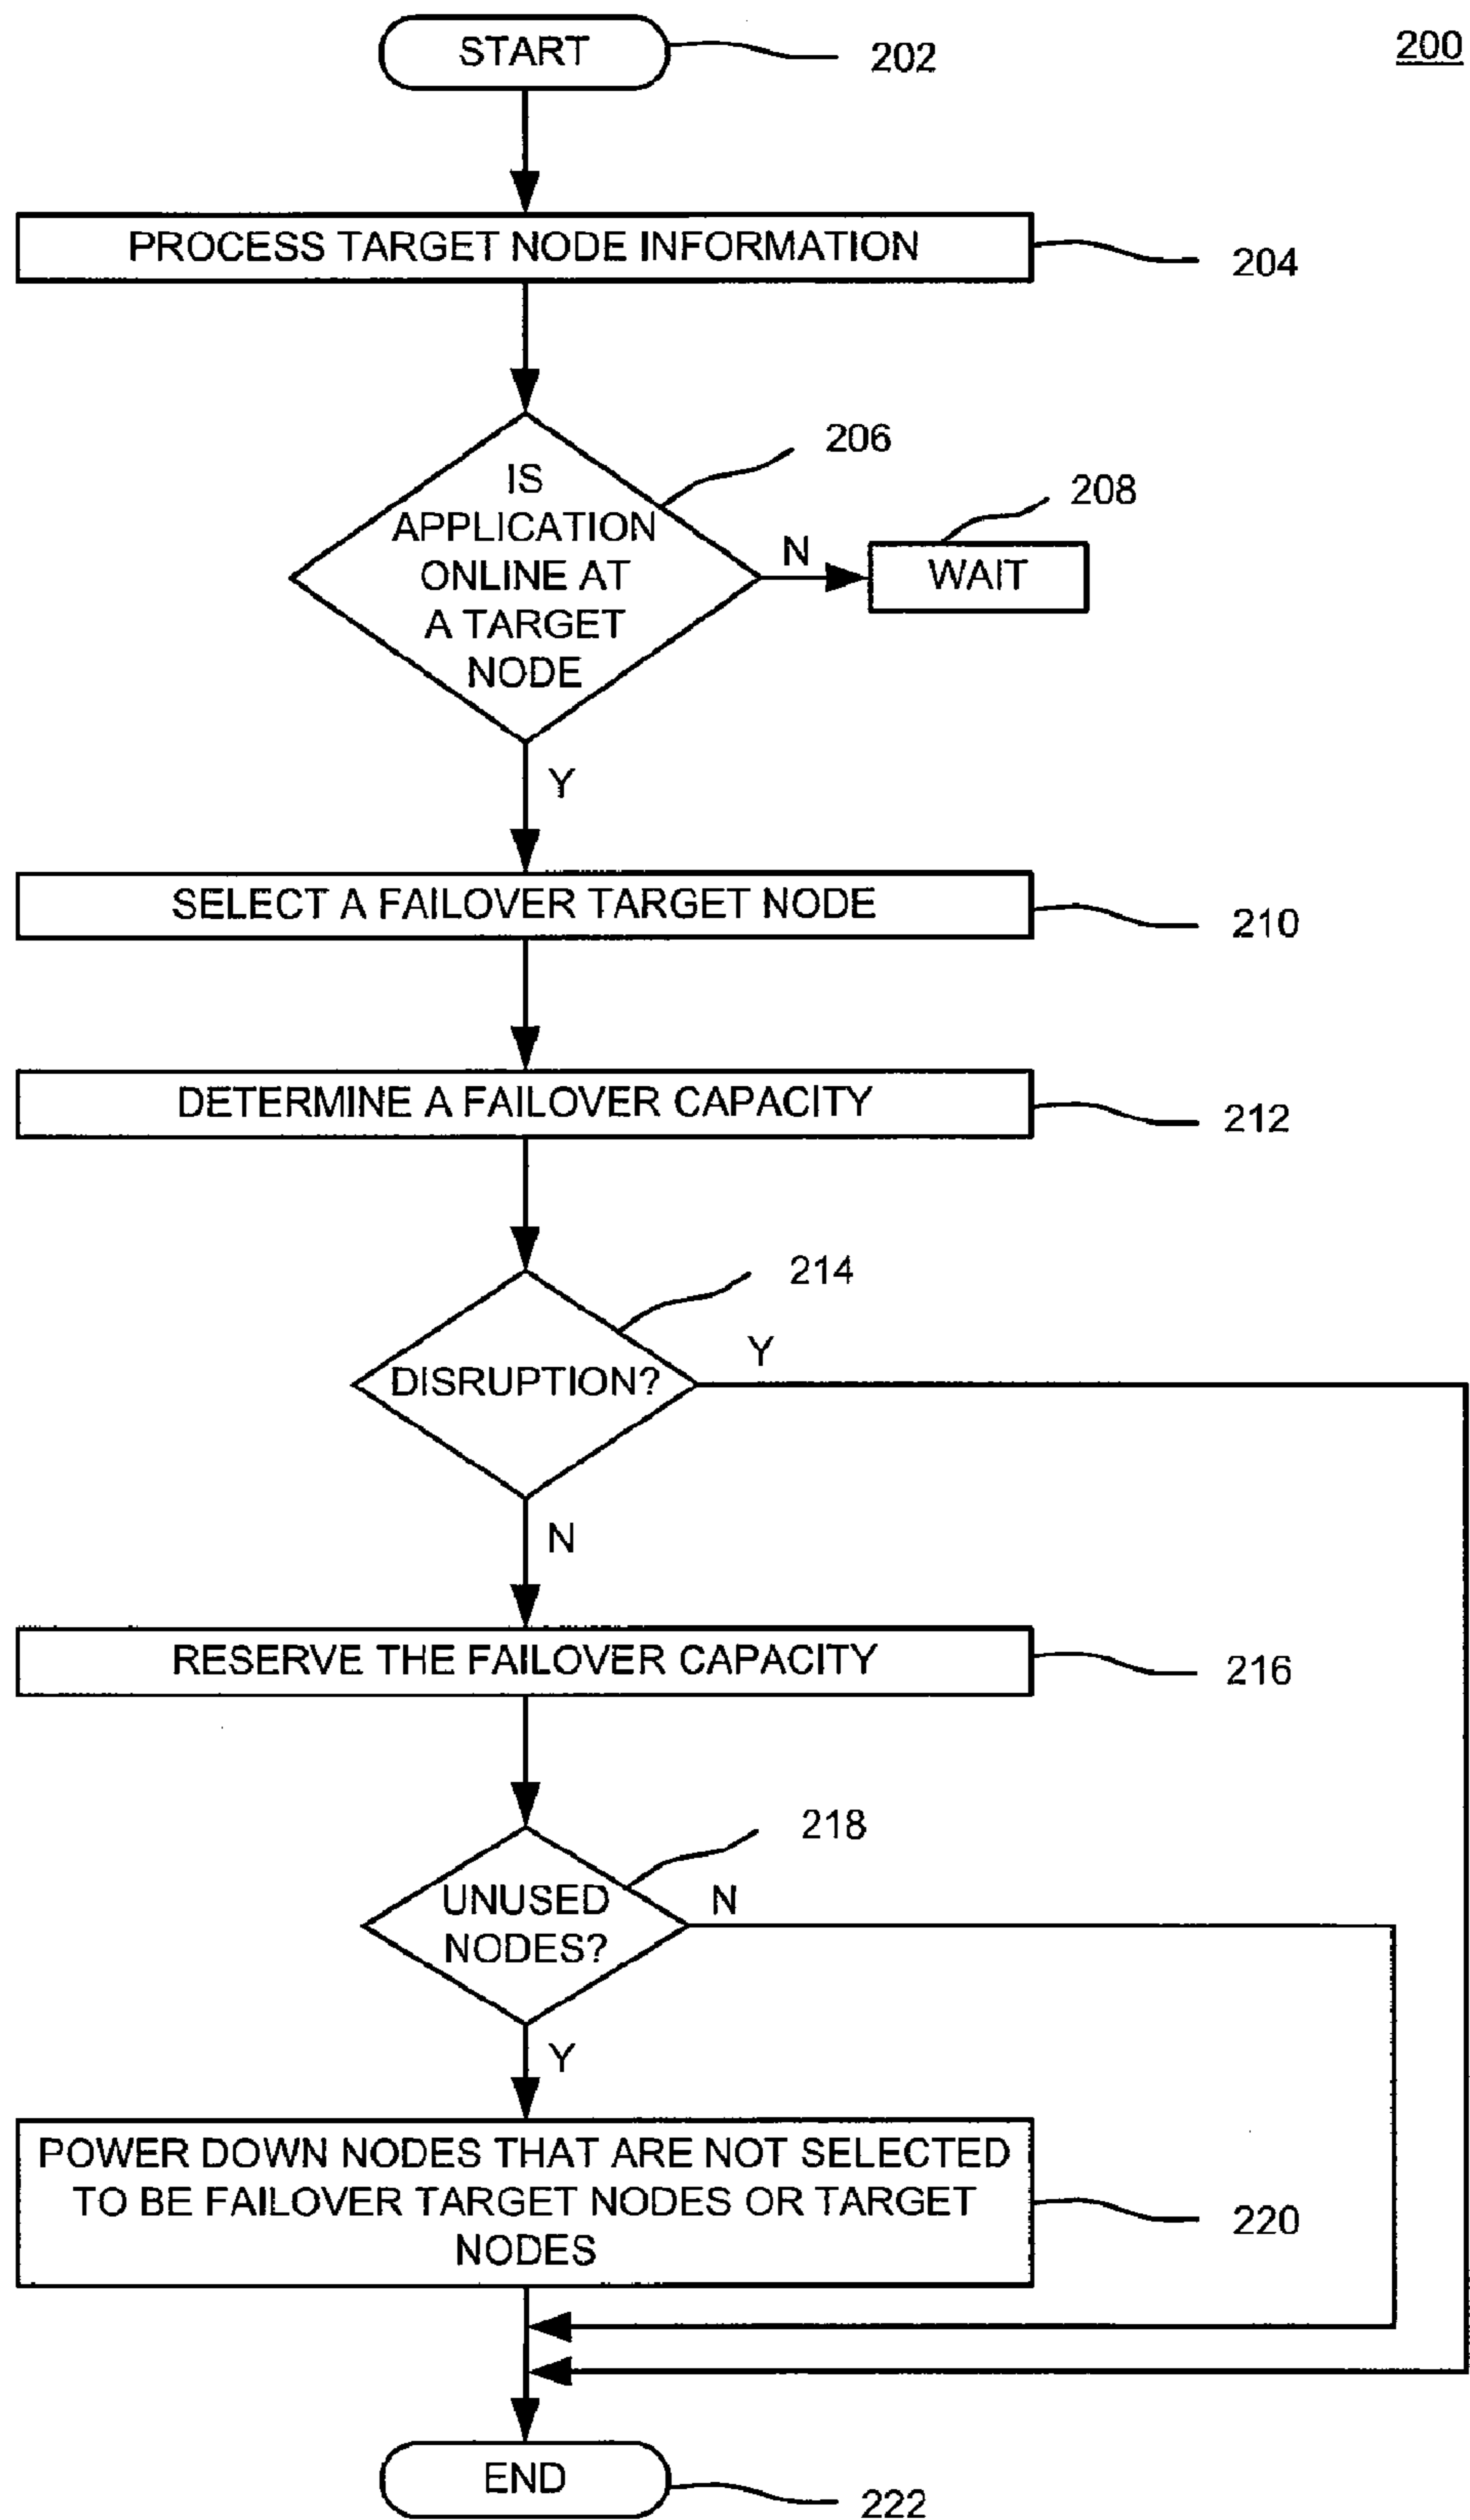 START
202
200
PROCESS TARGET NODE INFORMATION
204
206
IS
APPLICATION
ONLINE AT
A TARGET
NODE
N
208
WAIT
Y
SELECT A FAILOVER TARGET NODE
210
DETERMINE A FAILOVER CAPACITY
212
214
DISRUPTION?
Y
N
RESERVE THE FAILOVER CAPACITY
216
218
UNUSED
NODES?
N
Y
POWER DOWN NODES THAT ARE NOT SELECTED
TO BE FAILOVER TARGET NODES OR TARGET
NODES
220
END
222